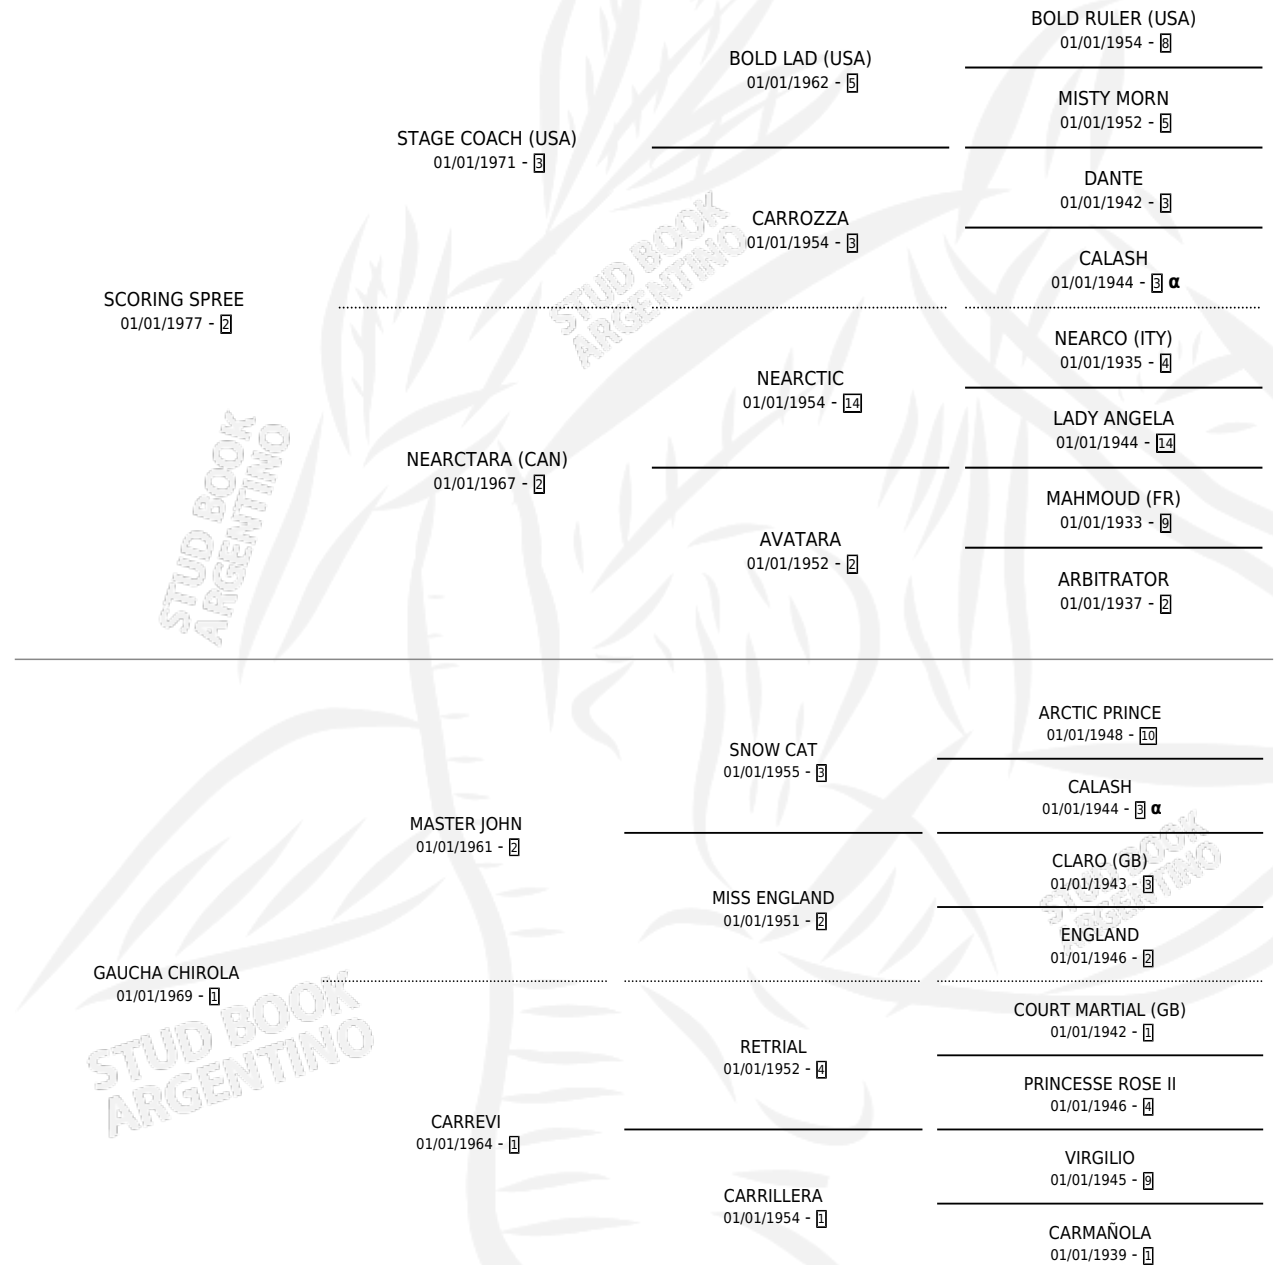 BOLD RULER (USA)
01/01/1954 - 8
BOLD LAD (USA)
01/01/1962 - 5
MISTY MORN
01/01/1952 - 5
STAGE COACH (USA)
01/01/1971 - 3
DANTE
01/01/1942 - 3
CARROZZA
01/01/1954 - 3
CALASH
01/01/1944 - 3 α
SCORING SPREE
01/01/1977 - 2
NEARCO (ITY)
01/01/1935 - 4
NEARCTIC
01/01/1954 - 14
LADY ANGELA
01/01/1944 - 14
NEARCTARA (CAN)
01/01/1967 - 2
MAHMOUD (FR)
01/01/1933 - 9
AVATARA
01/01/1952 - 2
ARBITRATOR
01/01/1937 - 2
ARCTIC PRINCE
01/01/1948 - 10
SNOW CAT
01/01/1955 - 3
CALASH
01/01/1944 - 3 α
MASTER JOHN
01/01/1961 - 2
CLARO (GB)
01/01/1943 - 3
MISS ENGLAND
01/01/1951 - 2
ENGLAND
01/01/1946 - 2
GAUCHA CHIROLA
01/01/1969 - 1
COURT MARTIAL (GB)
01/01/1942 - 1
RETRIAL
01/01/1952 - 4
PRINCESSE ROSE II
01/01/1946 - 4
CARREVI
01/01/1964 - 1
VIRGILIO
01/01/1945 - 9
CARRILLERA
01/01/1954 - 1
CARMAÑOLA
01/01/1939 - 1
STUD BOOK
ARGENTINO
STUD BOOK
ARGENTINO
STUD BOOK
ARGENTINO
STUD BOOK
ARGENTINO